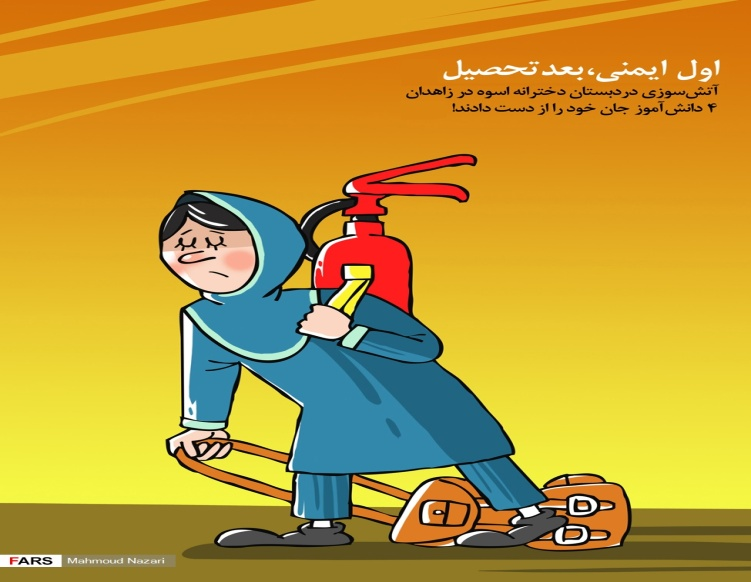 اول ایمنی، بعد تحصیل
آتش‌سوزی در دبستان دخترانه اسوه در زاهدان
۴ دانش‌آموز جان خود را از دست دادند!
FARS Mahmoud Nazari